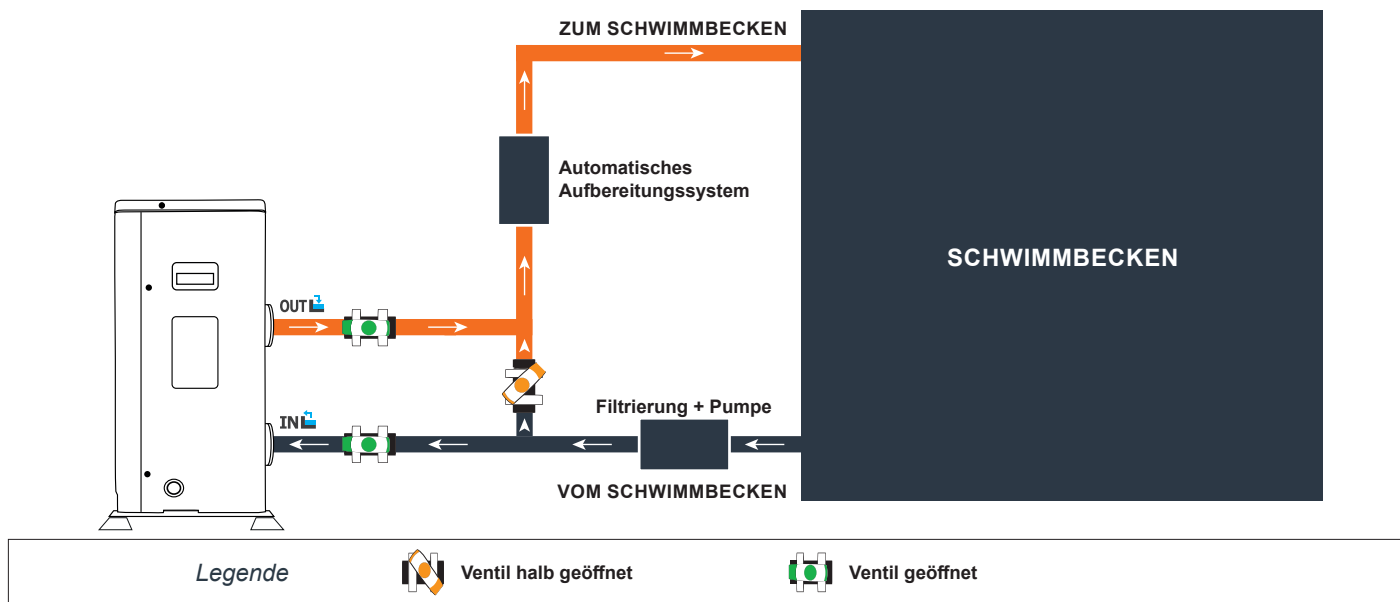 ZUM SCHWIMMBECKEN
Automatisches
Aufbereitungssystem
SCHWIMMBECKEN
OUT
IN
Filtrierung + Pumpe
VOM SCHWIMMBECKEN
Legende
Ventil halb geöffnet
Ventil geöffnet